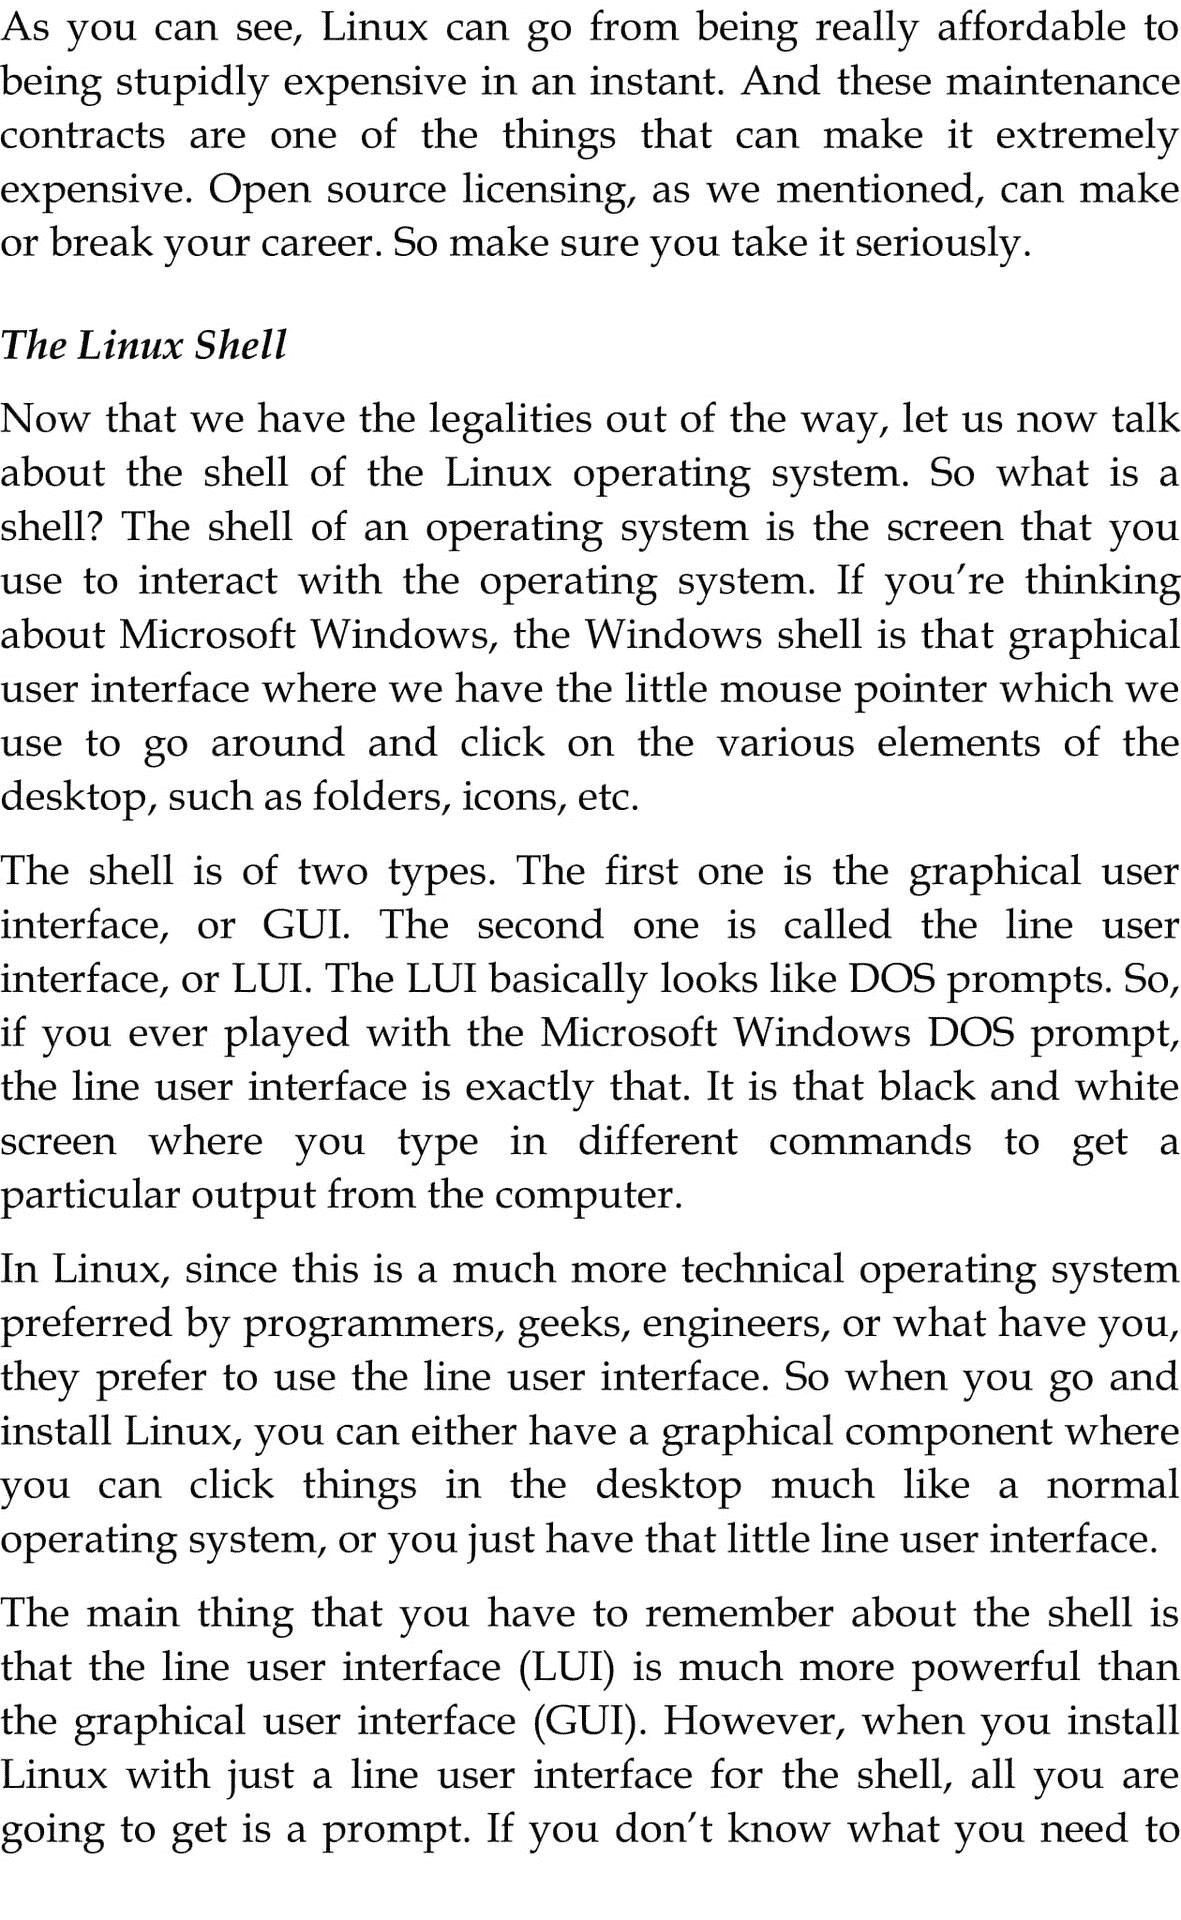 As you can see, Linux can go from being really affordable to
being stupidly expensive in an instant. And these maintenance
contracts are one of the things that can make it extremely
expensive. Open source licensing, as we mentioned, can make
or break your career. So make sure you take it seriously.
The Linux Shell
Now that we have the legalities out of the way, let us now talk
about the shell of the Linux operating system. So what is a
shell? The shell of an operating system is the screen that you
use to interact with the operating system. If you’re thinking
about Microsoft Windows, the Windows shell is that graphical
user interface where we have the little mouse pointer which we
use to go around and click on the various elements of the
desktop, such as folders, icons, etc.
The shell is of two types. The first one is the graphical user
interface, or GUI. The second one is called the line user
interface, or LUI. The LUI basically looks like DOS prompts. So,
if you ever played with the Microsoft Windows DOS prompt,
the line user interface is exactly that. It is that black and white
screen where you type in different commands to get a
particular output from the computer.
In Linux, since this is a much more technical operating system
preferred by programmers, geeks, engineers, or what have you,
they prefer to use the line user interface. So when you go and
install Linux, you can either have a graphical component where
you can click things in the desktop much like a normal
operating system, or you just have that little line user interface.
The main thing that you have to remember about the shell is
that the line user interface (LUI) is much more powerful than
the graphical user interface (GUI). However, when you install
Linux with just a line user interface for the shell, all you are
going to get is a prompt. If you don’t know what you need to